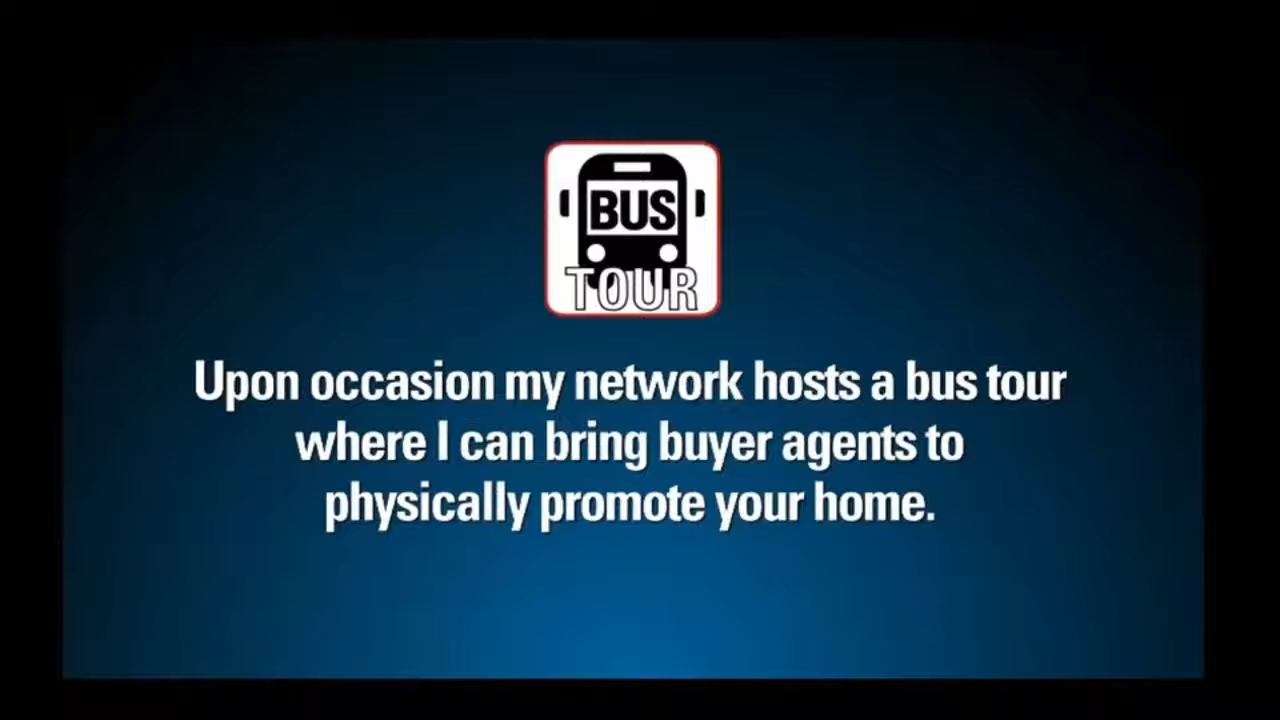 BUS
TOUR
Upon occasion my network hosts a bus tour
where I can bring buyer agents to
physically promote your home.